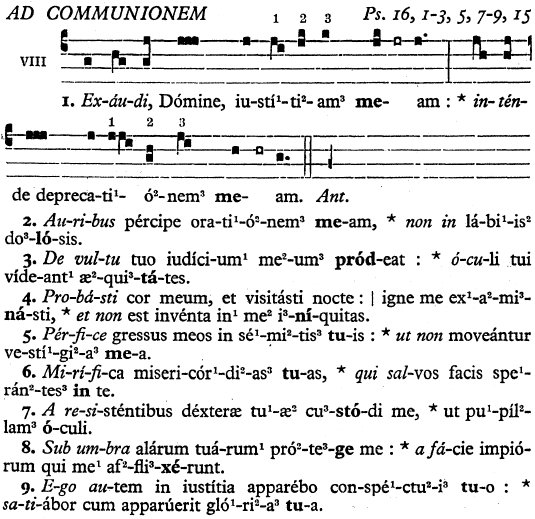 AD COMMUNIONEM Ps. 16, 1-3, 5, 7-9, 15
1 2 3
VIII
1. Ex-áu-di, Dómine, iu-stí¹-ti²- am³ me- am : * in-tén-
1 2 3
de depreca-ti¹- ó²-nem³ me- am. Ant.
2. Au-ri-bus pércipe ora-ti¹-ó²-nem³ me-am, * non in lá-bi¹-is²
do³-ló-sis.
3. De vul-tu tuo iudíci-um¹ me²-um³ pród-eat : * ó-cu-li tui
víde-ant¹ æ²-qui³-tá-tes.
4. Pro-bá-sti cor meum, et visitásti nocte : | igne me ex¹-a²-mi³-
ná-sti, * et non est invénta in¹ me² i³-ní-quitas.
5. Pér-fi-ce gressus meos in sé¹-mi²-tis³ tu-is : * ut non moveántur
ve-stí¹-gi²-a³ me-a.
6. Mi-rí-fi-ca miseri-cór¹-di²-as³ tu-as, * qui sal-vos facis spe¹-
rán²-tes³ in te.
7. A re-si-sténtibus déxteræ tu¹-æ² cu³-stó-di me, * ut pu¹-píl²-
lam³ ó-culi.
8. Sub um-bra alárum tuá-rum¹ pró²-te³-ge me : * a fá-cie impió-
rum qui me¹ af²-fli³-xé-runt.
9. E-go au-tem in iustítia apparébo con-spé¹-ctu²-i³ tu-o : *
sa-ti-ábor cum apparúerit gló¹-ri²-a³ tu-a.